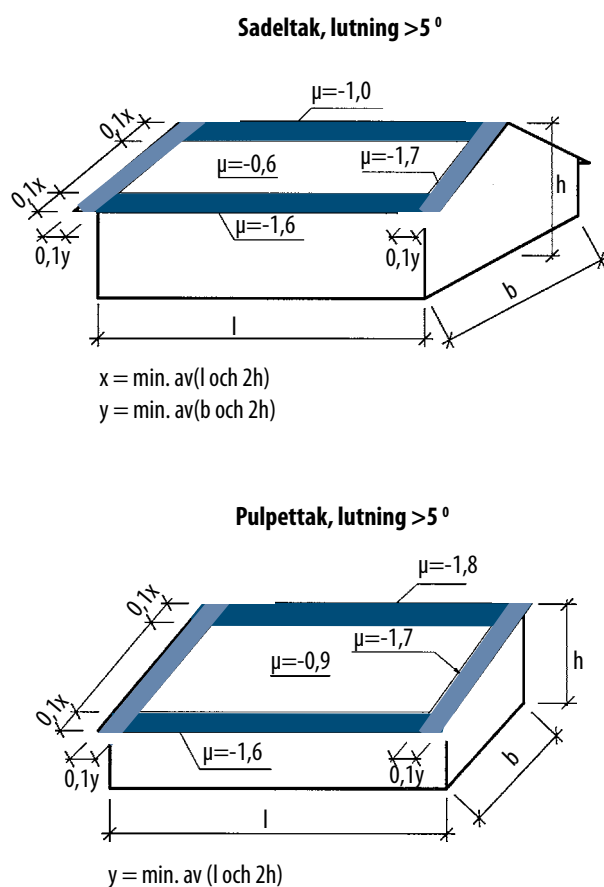 Sadeltak, lutning >5 ⁰
μ=-1,0
0,1x
μ=-0,6
μ=-1,7
h
0,1x
μ=-1,6
0,1y
0,1y
b
l
x = min. av(l och 2h)
y = min. av(b och 2h)
Pulpettak, lutning >5 ⁰
μ=-1,8
0,1x
μ=-1,7
μ=-0,9
h
0,1x
μ=-1,6
0,1y
0,1y
b
l
y = min. av (l och 2h)